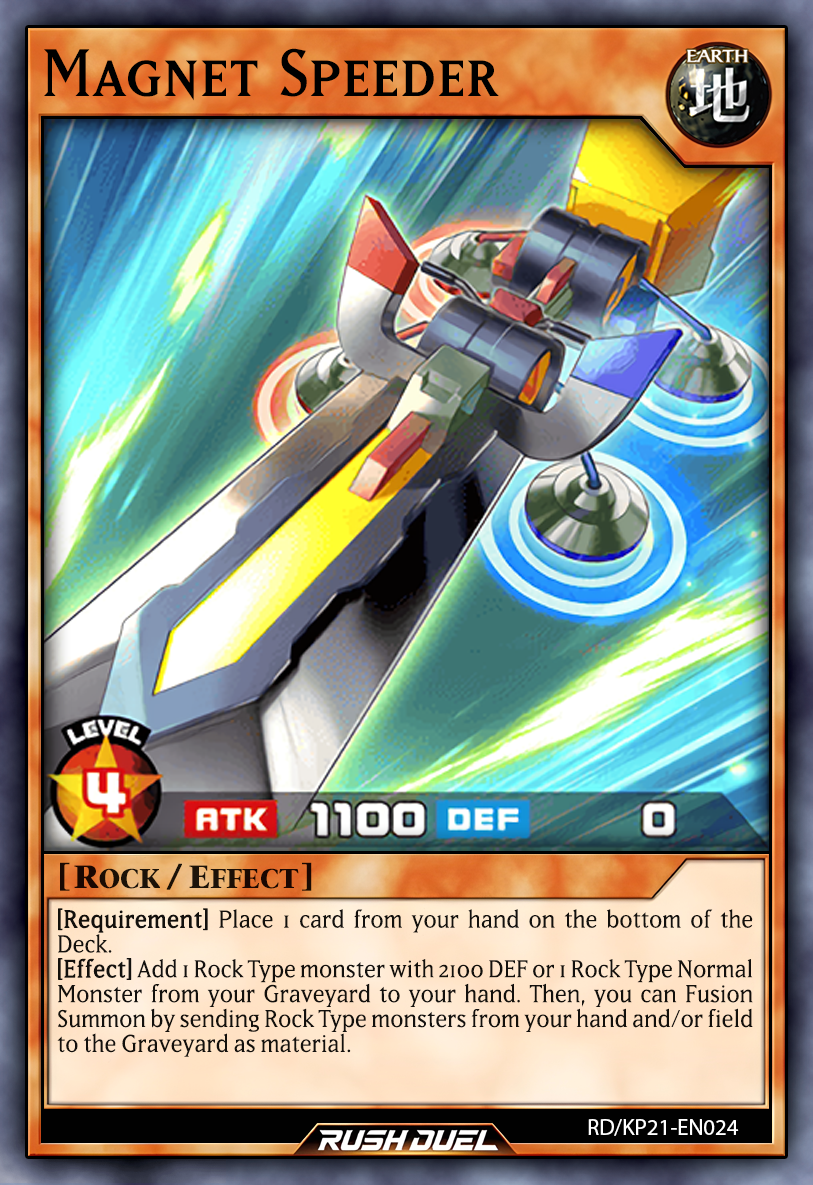 Magnet Speeder
EARTH
地
LEVEL
4
ATK 1100 DEF 0
[Rock / Effect]
[Requirement] Place 1 card from your hand on the bottom of the
Deck.
[Effect] Add 1 Rock Type monster with 2100 DEF or 1 Rock Type Normal
Monster from your Graveyard to your hand. Then, you can Fusion
Summon by sending Rock Type monsters from your hand and/or field
to the Graveyard as material.
RUSH DUEL
RD/KP21-EN024